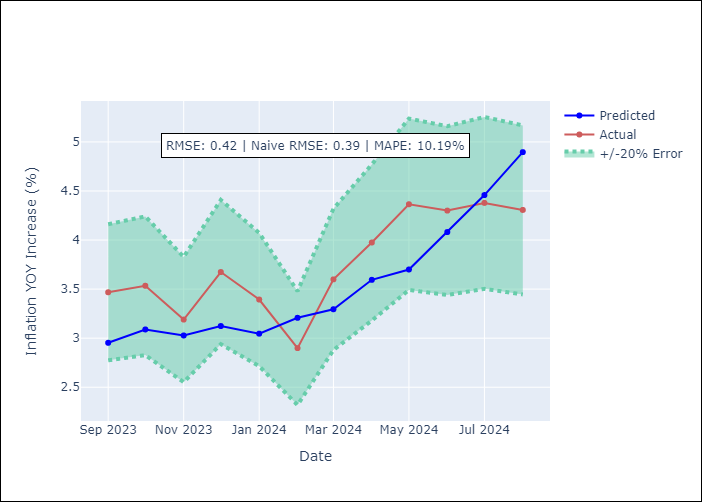 Predicted
Actual
+/-20% Error
RMSE: 0.42 | Naive RMSE: 0.39 | MAPE: 10.19%
Inflation YOY Increase (%)
5
4.5
4
3.5
3
2.5
Sep 2023
Nov 2023
Jan 2024
Mar 2024
May 2024
Jul 2024
Date